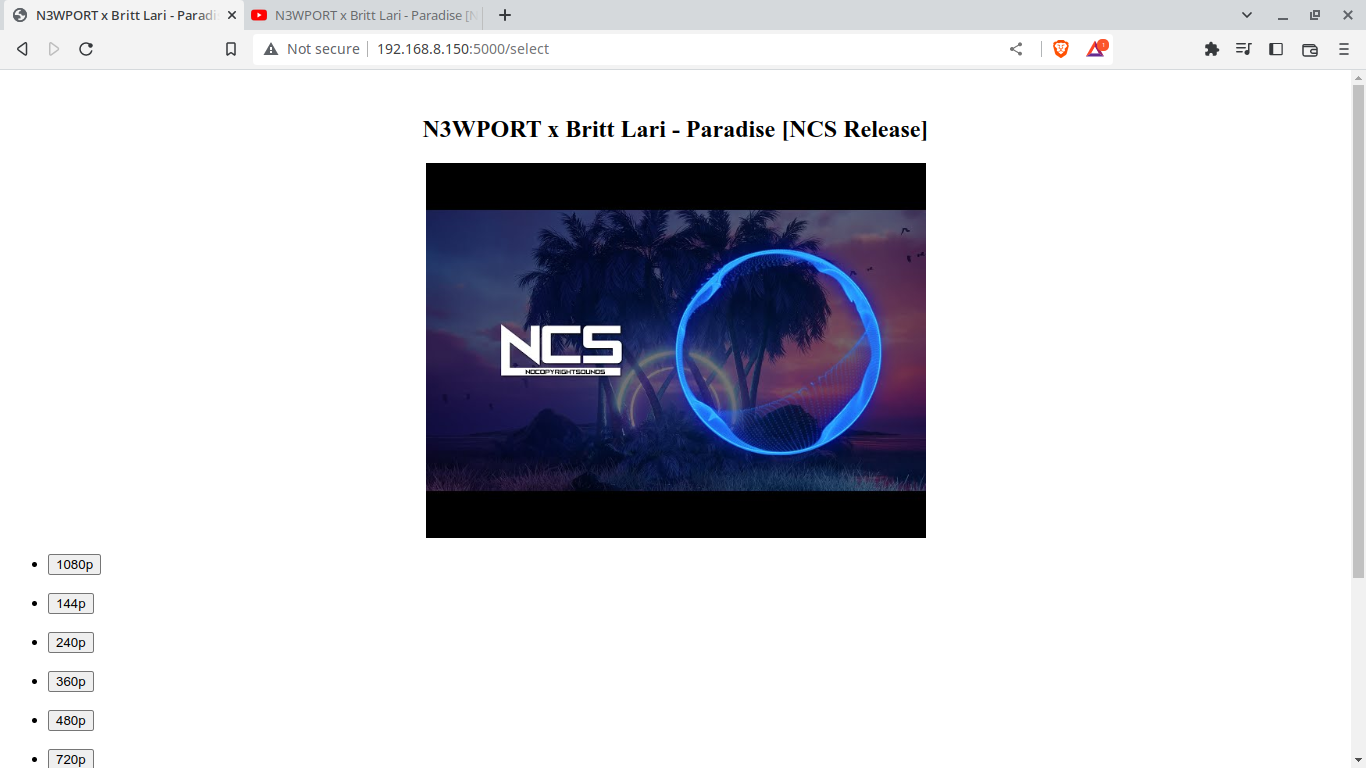 N3WPORT x Britt Lari - Paradi
N3WPORT x Britt Lari - Paradise [N
Not secure
192.168.8.150:5000/select
1
N3WPORT x Britt Lari - Paradise [NCS Release]
NCS
NOCOPYRIGHTSOUNDS
1080p
144p
240p
360p
480p
720p